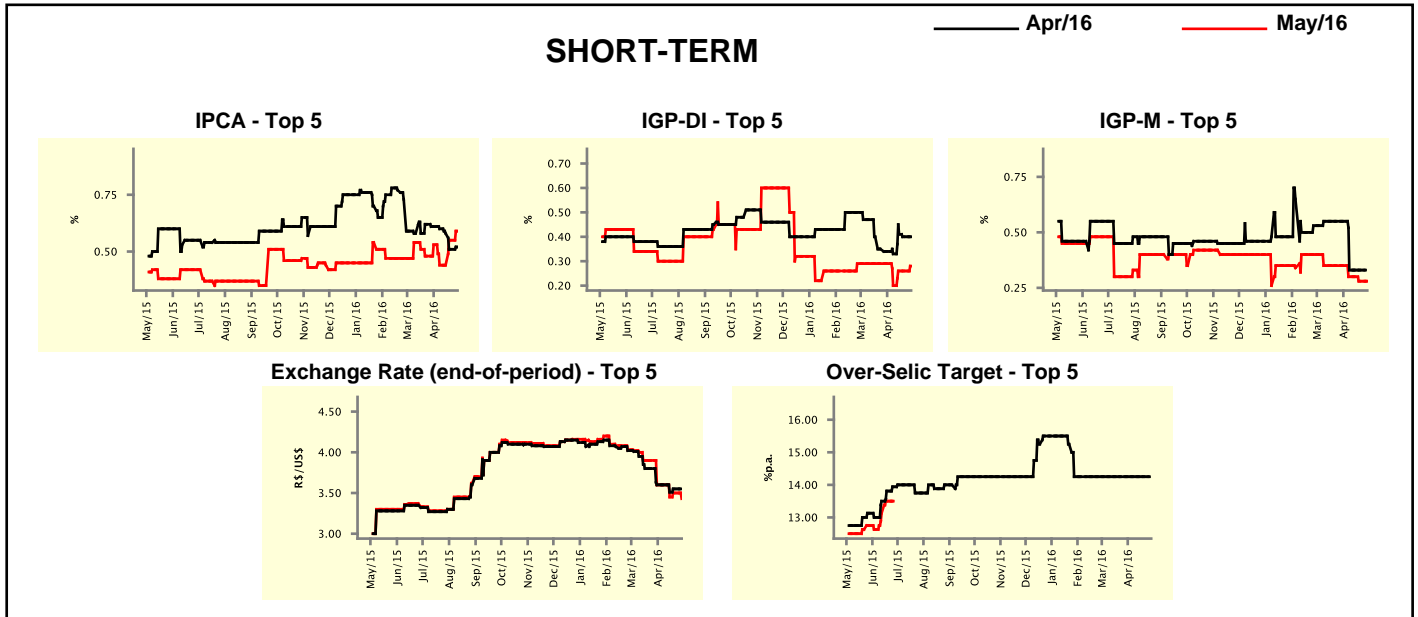 Apr/16 May/16
SHORT-TERM
IPCA - Top 5
0.75
0.50
%
May/15 Jun/15 Jul/15 Aug/15 Sep/15 Oct/15 Nov/15 Dec/15 Jan/16 Feb/16 Mar/16 Apr/16
IGP-DI - Top 5
0.70
0.60
0.50
0.40
0.30
0.20
%
May/15 Jun/15 Jul/15 Aug/15 Sep/15 Oct/15 Nov/15 Dec/15 Jan/16 Feb/16 Mar/16 Apr/16
IGP-M - Top 5
0.75
0.50
0.25
%
May/15 Jun/15 Jul/15 Aug/15 Sep/15 Oct/15 Nov/15 Dec/15 Jan/16 Feb/16 Mar/16 Apr/16
Exchange Rate (end-of-period) - Top 5
4.50
4.00
3.50
3.00
R$/US$
May/15 Jun/15 Jul/15 Aug/15 Sep/15 Oct/15 Nov/15 Dec/15 Jan/16 Feb/16 Mar/16 Apr/16
Over-Selic Target - Top 5
16.00
15.00
14.00
13.00
%p.a.
May/15 Jun/15 Jul/15 Aug/15 Sep/15 Oct/15 Nov/15 Dec/15 Jan/16 Feb/16 Mar/16 Apr/16